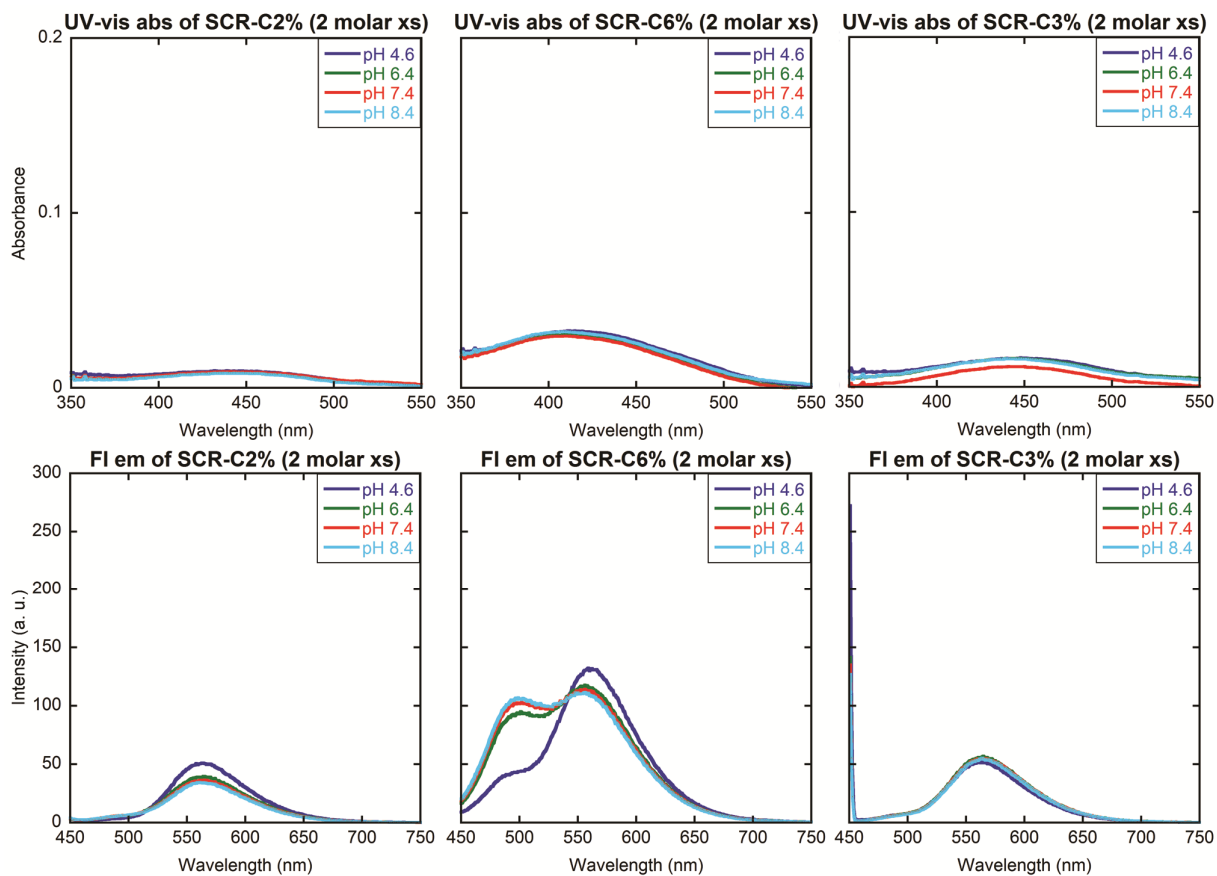 UV-vis abs of SCR-C2% (2 molar xs)
UV-vis abs of SCR-C6% (2 molar xs)
UV-vis abs of SCR-C3% (2 molar xs)
0.2
0.1
0
Absorbance
pH 4.6
pH 6.4
pH 7.4
pH 8.4
pH 4.6
pH 6.4
pH 7.4
pH 8.4
pH 4.6
pH 6.4
pH 7.4
pH 8.4
350 400 450 500 550
350 400 450 500 550
350 400 450 500 550
Wavelength (nm)
Wavelength (nm)
Wavelength (nm)
Fl em of SCR-C2% (2 molar xs)
Fl em of SCR-C6% (2 molar xs)
Fl em of SCR-C3% (2 molar xs)
300
250
200
150
100
50
0
Intensity (a. u.)
pH 4.6
pH 6.4
pH 7.4
pH 8.4
pH 4.6
pH 6.4
pH 7.4
pH 8.4
pH 4.6
pH 6.4
pH 7.4
pH 8.4
450 500 550 600 650 700 750
450 500 550 600 650 700 750
450 500 550 600 650 700 750
Wavelength (nm)
Wavelength (nm)
Wavelength (nm)